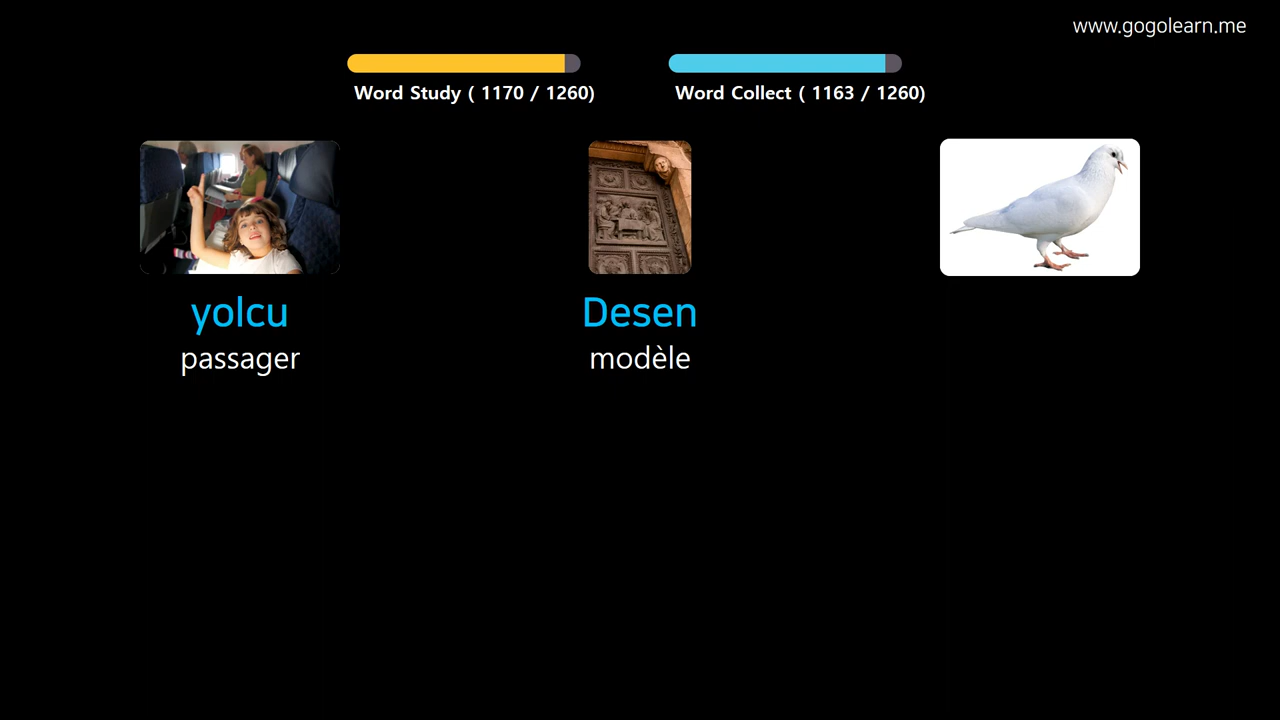 www.gogolearn.me
Word Study ( 1170 / 1260)
Word Collect ( 1163 / 1260)
yolcu
passager
Desen
modèle